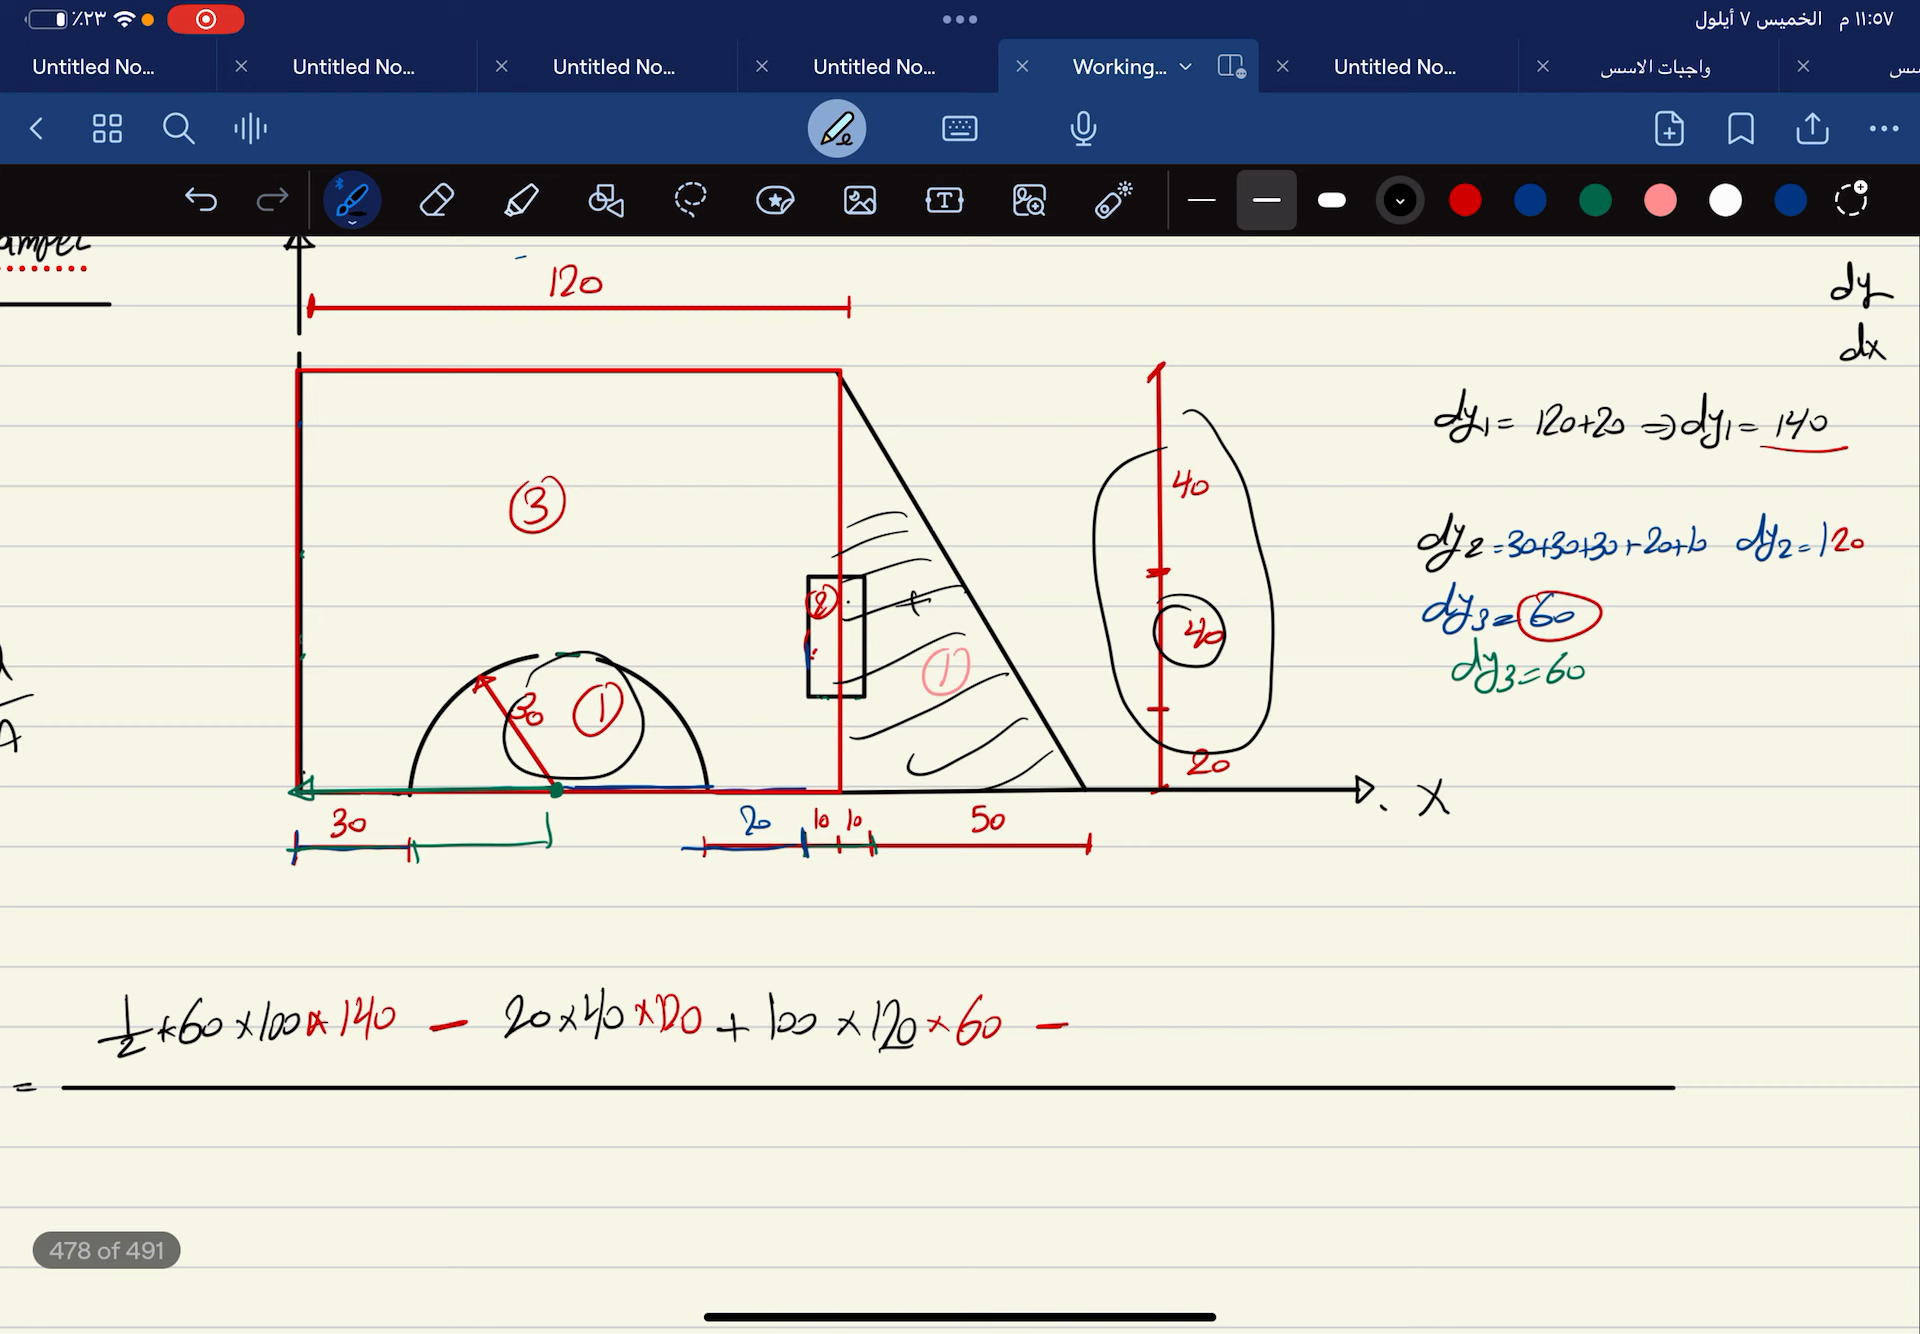 ١١:٥٧ م الخميس ٧ أيلول
٪٢٣
Untitled No...
Untitled No...
Untitled No...
Untitled No...
Working...
Untitled No...
واجبات الاسس
120
dy
dx
dy₁ = 120+20 ⇒ dy₁ = 140
40
3
dy₂ = 30+30+30+20+10 dy₂ = 120
2
40
dy₃ = 60
+
1
dy₃ = 60
30
1
20
X
30
20
10
10
50
½ * 60 × 100 × 140 - 20 × 40 × 120 + 100 × 120 × 60 -
=
478 of 491